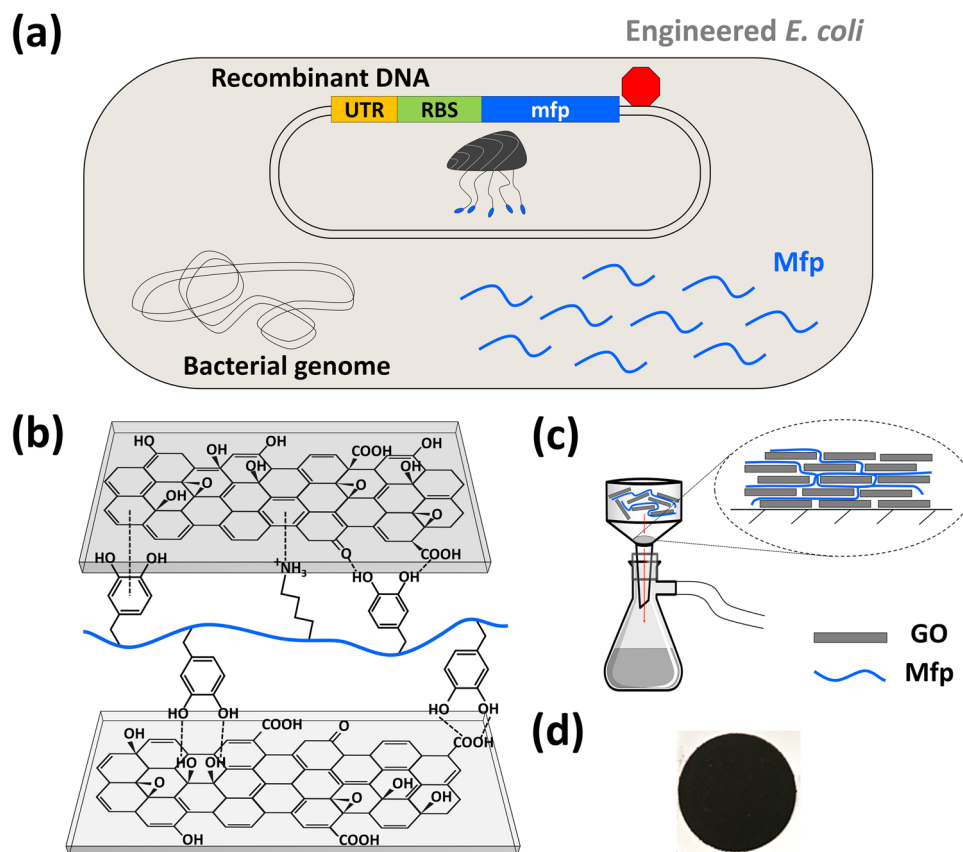 (a)
Engineered E. coli
Recombinant DNA
UTR RBS mfp
Mfp
Bacterial genome
(b)
HO OH COOH OH
OH OH OH
O O
OH O
COOH
O
HO OH +NH3 HO OH
HO OH HO OH
COOH O COOH
OH HO OH
O O OH
OH
OH COOH
(c)
GO
Mfp
(d)